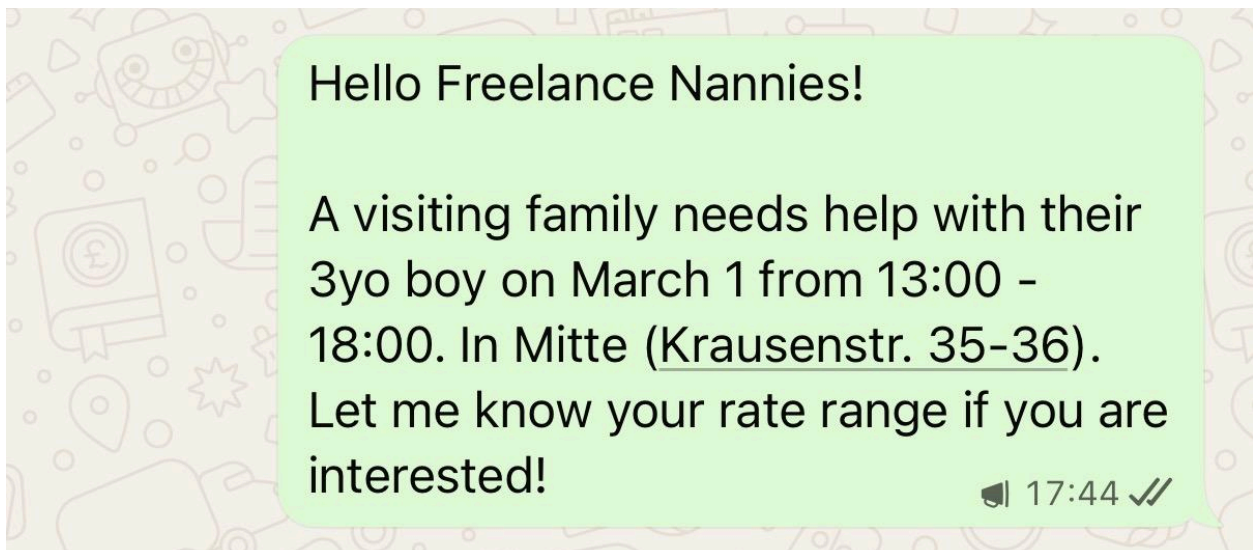 Hello Freelance Nannies!
A visiting family needs help with their
3yo boy on March 1 from 13:00 -
18:00. In Mitte (Krausenstr. 35-36).
Let me know your rate range if you are
interested!
17:44